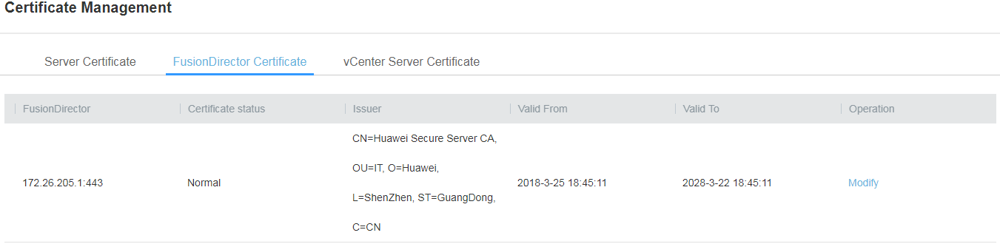 Certificate Management
Server Certificate FusionDirector Certificate vCenter Server Certificate
FusionDirector Certificate status Issuer Valid From Valid To Operation
CN=Huawei Secure Server CA,
OU=IT, O=Huawei,
172.26.205.1:443 Normal 2018-3-25 18:45:11 2028-3-22 18:45:11 Modify
L=ShenZhen, ST=GuangDong,
C=CN